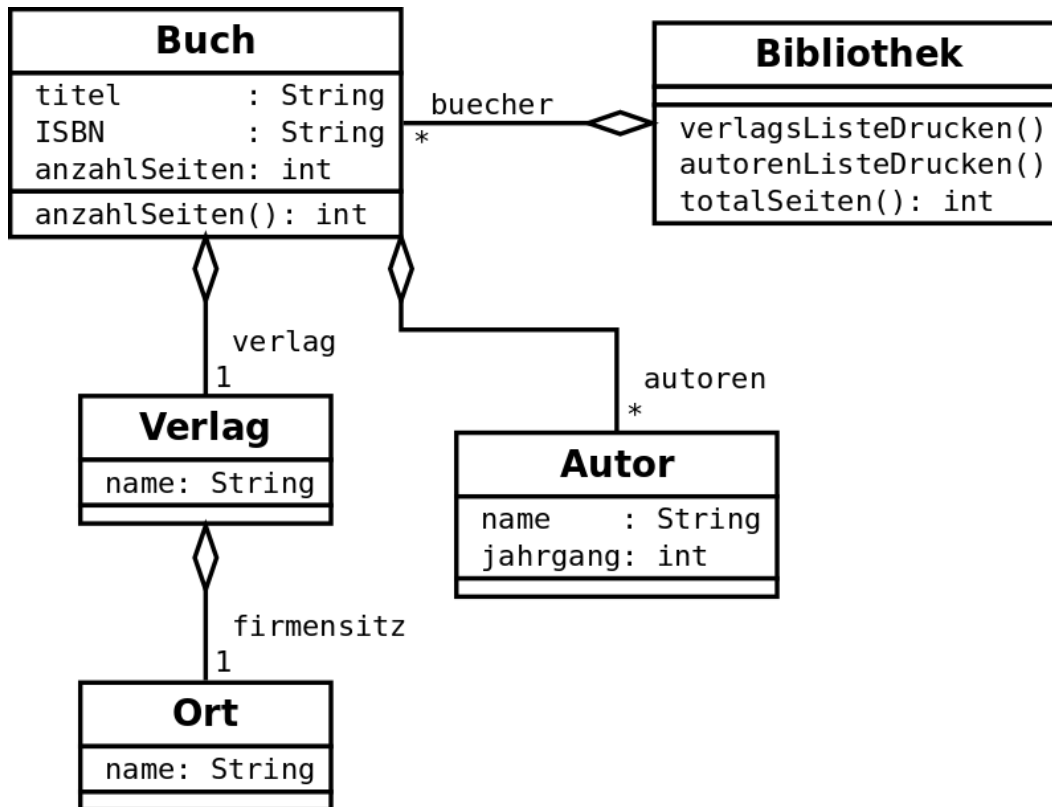 Buch
titel       : String
ISBN        : String
anzahlSeiten: int
anzahlSeiten(): int
buecher
*
Bibliothek
verlagsListeDrucken()
autorenListeDrucken()
totalSeiten(): int
verlag
1
autoren
*
Verlag
name: String
Autor
name    : String
jahrgang: int
firmensitz
1
Ort
name: String